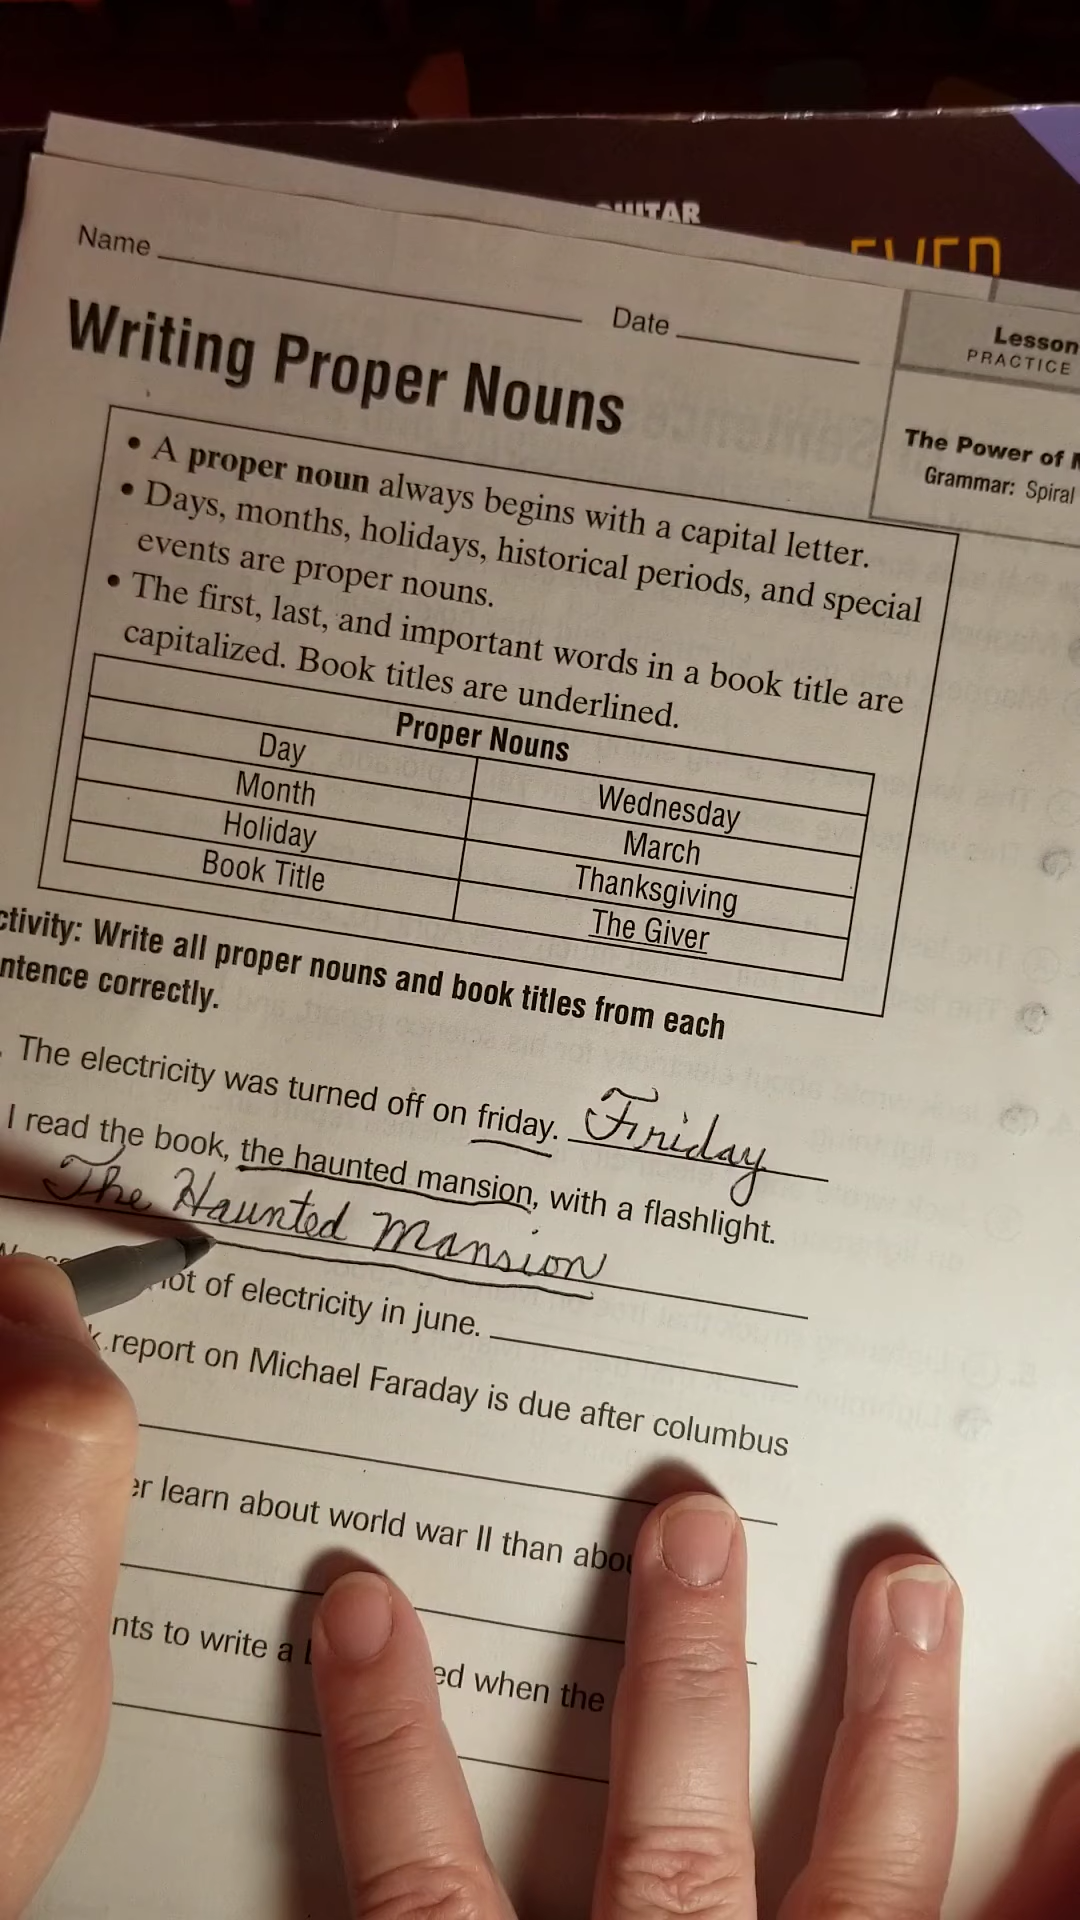 GUITAR
EVER
Name
Date
Lesson
PRACTICE
Writing Proper Nouns
The Power of
Grammar: Spiral
• A proper noun always begins with a capital letter.
• Days, months, holidays, historical periods, and special
events are proper nouns.
• The first, last, and important words in a book title are
capitalized. Book titles are underlined.
Proper Nouns
Day Wednesday
Month March
Holiday Thanksgiving
Book Title The Giver
ctivity: Write all proper nouns and book titles from each
ntence correctly.
The electricity was turned off on friday. Friday
I read the book, the haunted mansion, with a flashlight.
The Haunted Mansion
lot of electricity in june.
report on Michael Faraday is due after columbus
er learn about world war II than abou
nts to write a
ed when the